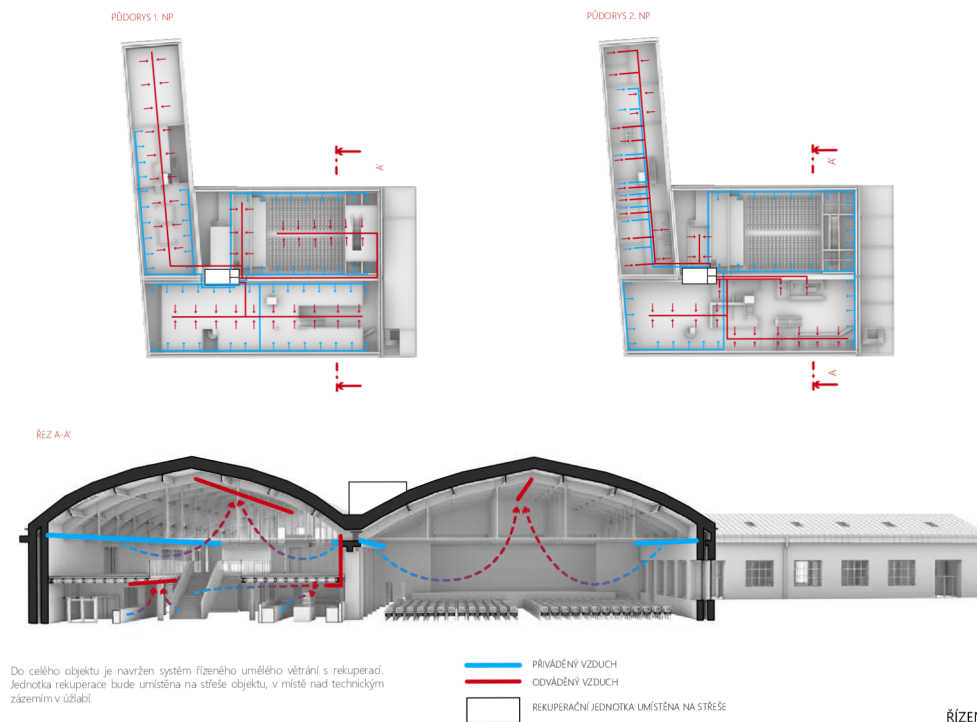 PŮDORYS 1. NP
PŮDORYS 2. NP
A'
A'
A
ŘEZ A-A'
Do celého objektu je navržen systém řízeného umělého větrání s rekuperací.
Jednotka rekuperace bude umístěna na střeše objektu, v místě nad technickým
zázemím v úžlabí.
PŘIVÁDĚNÝ VZDUCH
ODVÁDĚNÝ VZDUCH
REKUPERAČNÍ JEDNOTKA UMÍSTĚNA NA STŘEŠE
ŘÍZEN